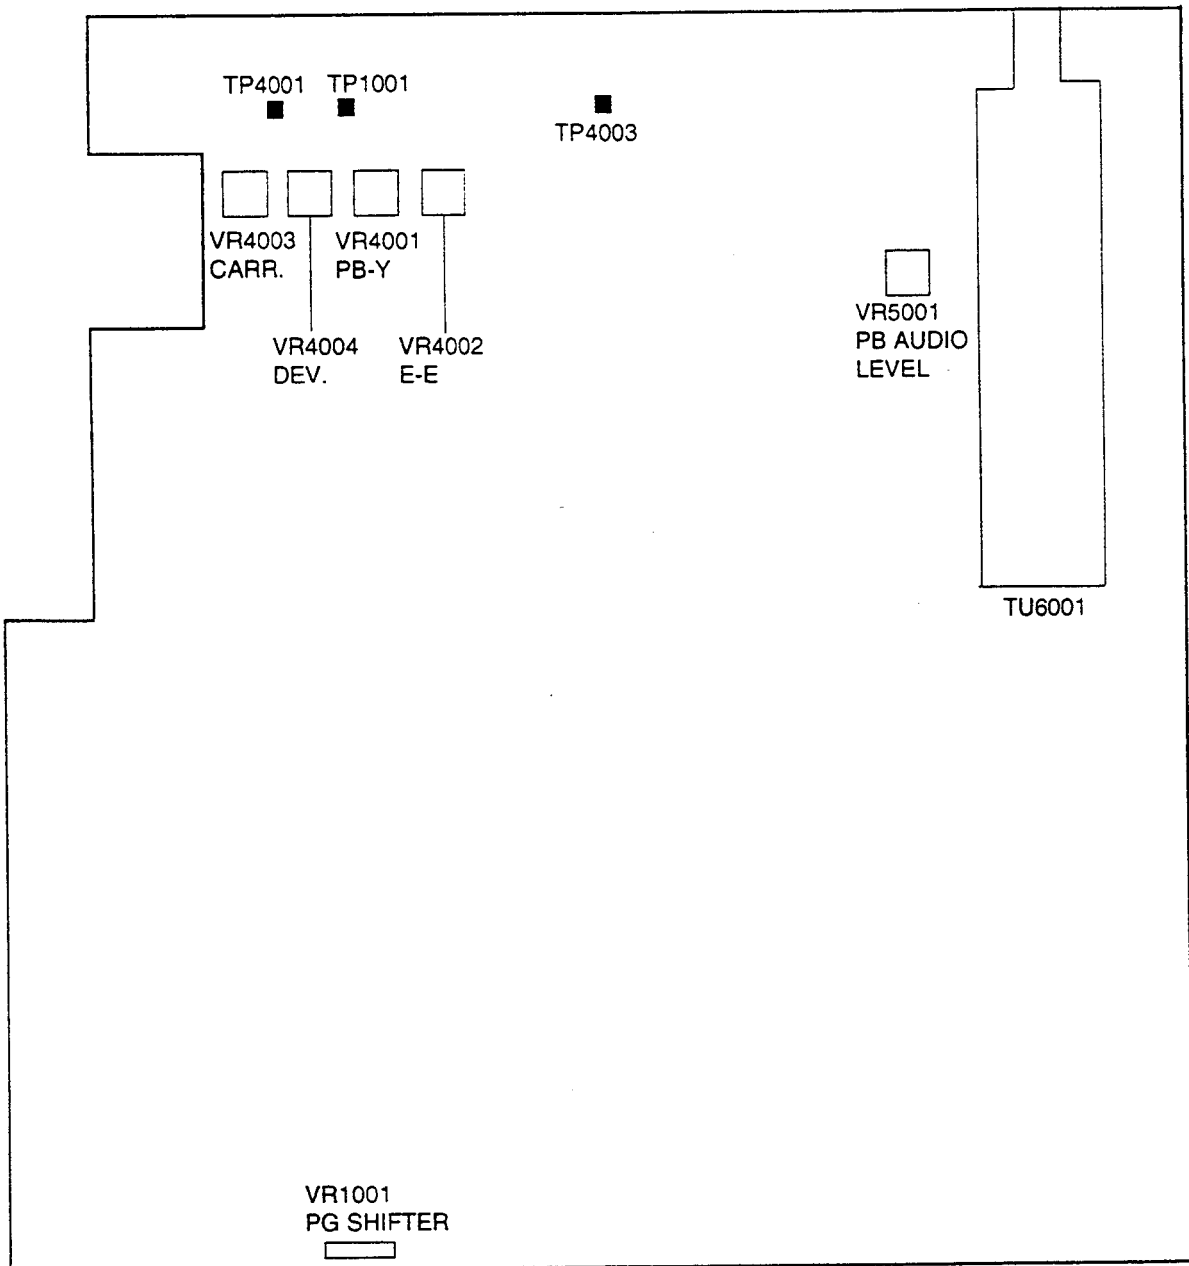 TP4001 TP1001
TP4003
VR4003
CARR.
VR4001
PB-Y
VR4004
DEV.
VR4002
E-E
VR5001
PB AUDIO
LEVEL
TU6001
VR1001
PG SHIFTER